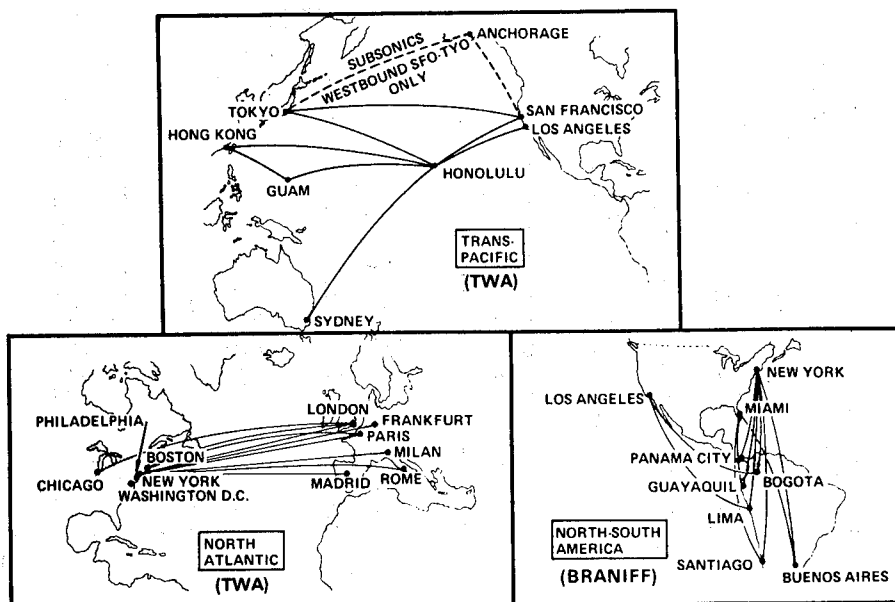 ANCHORAGE
SUBSONICS
WESTBOUND SFO-TYO
ONLY
TOKYO
SAN FRANCISCO
LOS ANGELES
HONG KONG
HONOLULU
GUAM
TRANS-
PACIFIC
(TWA)
SYDNEY
LONDON
FRANKFURT
PARIS
PHILADELPHIA
MILAN
BOSTON
CHICAGO
NEW YORK
MADRID
ROME
WASHINGTON D.C.
NORTH
ATLANTIC
(TWA)
NEW YORK
LOS ANGELES
MIAMI
PANAMA CITY
GUAYAQUIL
BOGOTA
LIMA
NORTH-SOUTH
AMERICA
(BRANIFF)
SANTIAGO
BUENOS AIRES